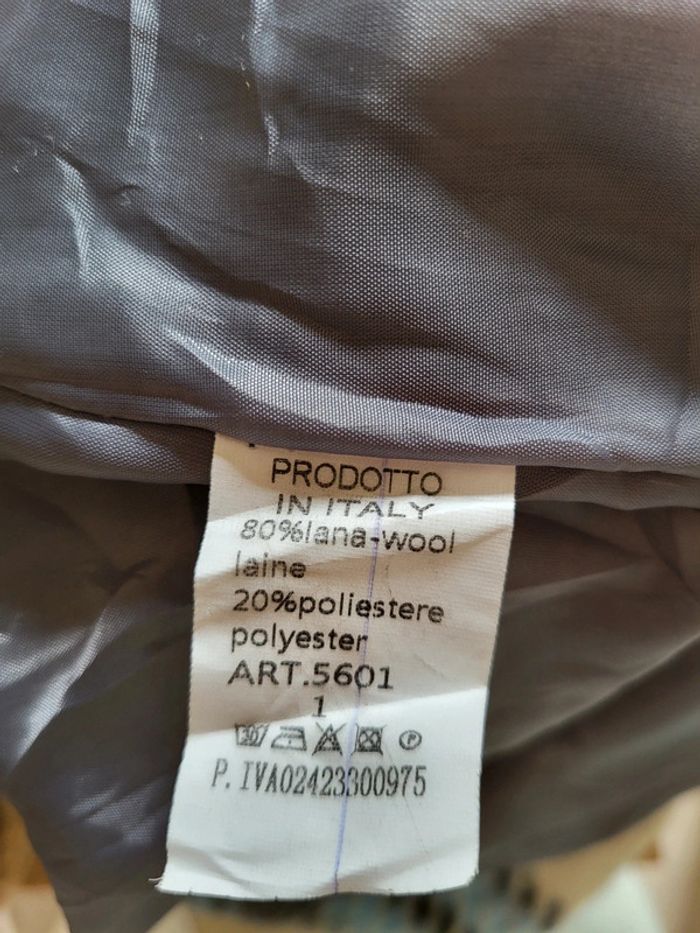 PRODOTTO
IN ITALY
80%lana-wool
laine
20%poliestere
polyester
ART.5601
1
P
P.IVA02423300975